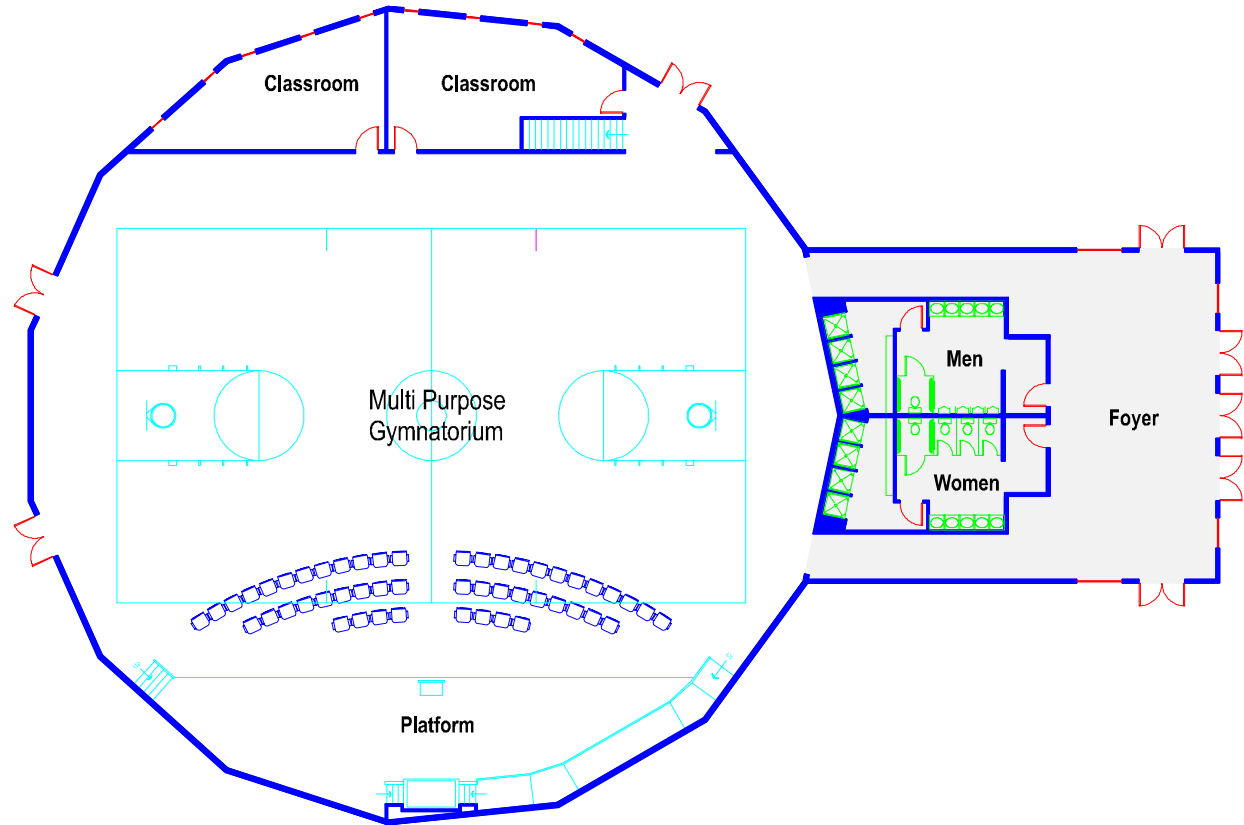 Classroom
Classroom
Multi Purpose
Gymnatorium
Men
Foyer
Women
Platform